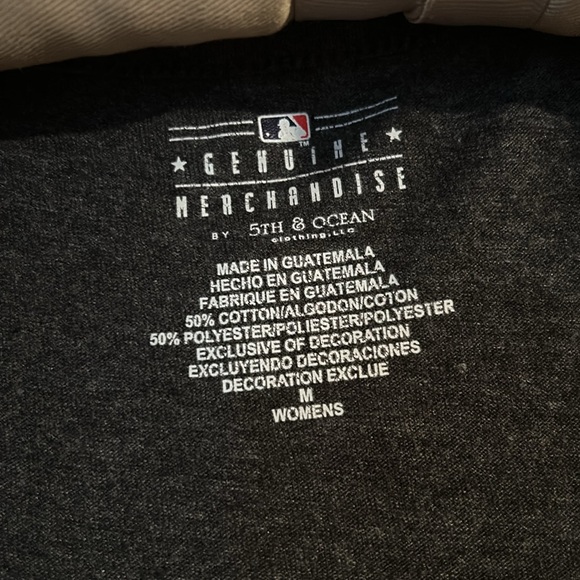 TM
GENUINE
MERCHANDISE
BY 5TH & OCEAN
clothing, LLC
MADE IN GUATEMALA
HECHO EN GUATEMALA
FABRIQUE EN GUATEMALA
50% COTTON/ALGODON/COTON
50% POLYESTER/POLIESTER/POLYESTER
EXCLUSIVE OF DECORATION
EXCLUYENDO DECORACIONES
DECORATION EXCLUE
M
WOMENS